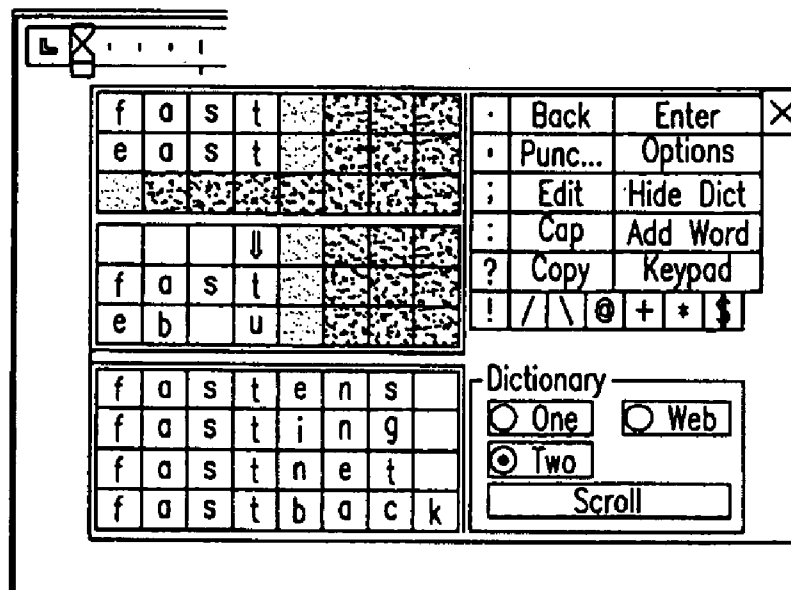 f a s t
e a s t
⇓
f a s t
e b u
f a s t e n s
f a s t i n g
f a s t n e t
f a s t b a c k
. Back Enter X
Punc... Options
; Edit Hide Dict
: Cap Add Word
? Copy Keypad
! / \ @ + * $
Dictionary
One Web
Two
Scroll